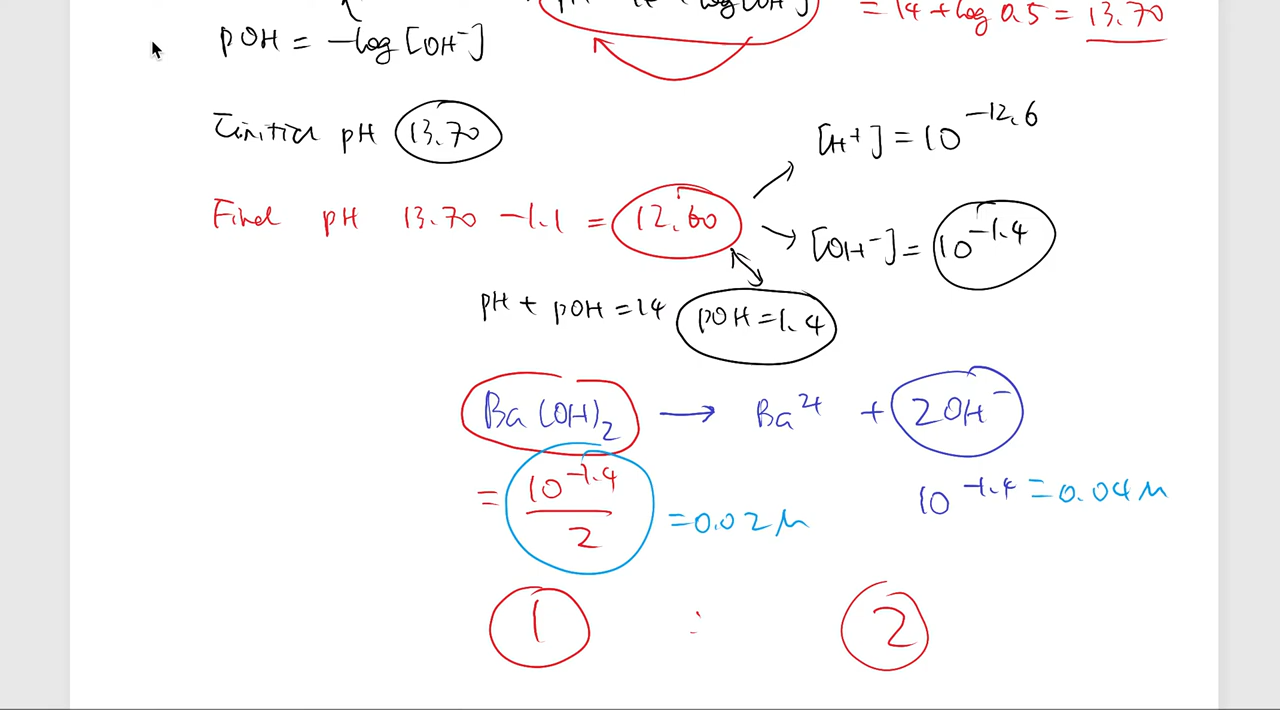 = 14 + log 0.5 = 13.70
pOH = -log [OH⁻]
Initial pH 13.70
[H⁺] = 10^-12.6
Final pH 13.70 - 1.1 = 12.60
[OH⁻] = 10^-1.4
pH + pOH = 14 pOH = 1.4
Ba(OH)₂ → Ba²⁺ + 2OH⁻
= 10^-1.4 / 2 = 0.02 M
10^-1.4 = 0.04 M
1 : 2